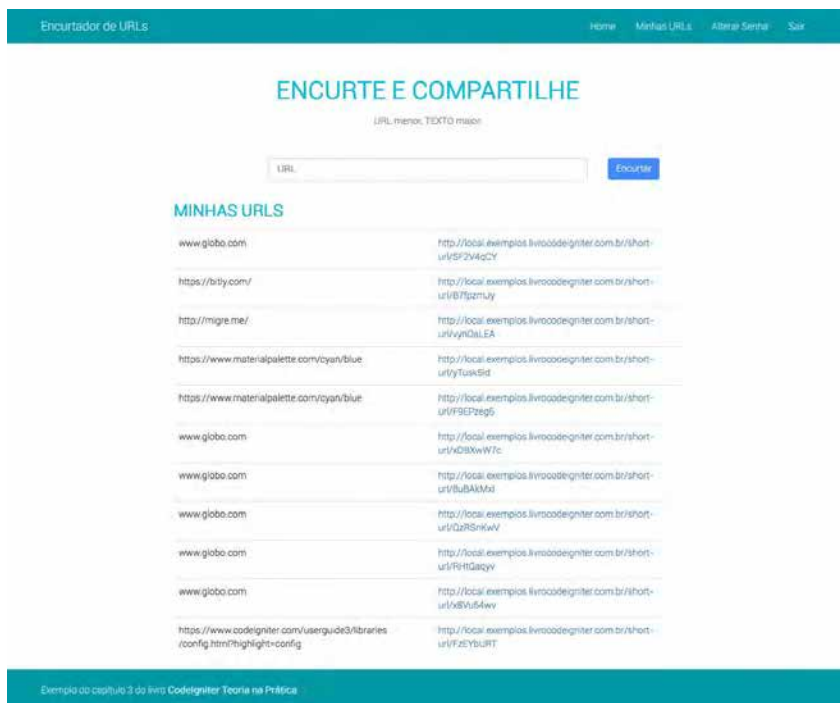 Encurtador de URLs
Home Minhas URLs Alterar Senha Sair
ENCURTE E COMPARTILHE
URL menor, TEXTO maior.
URL Encurtar
MINHAS URLS
www.globo.com http://local.exemplos.livrocodeigniter.com.br/short-
url/SF2V4qCY
https://bitly.com/ http://local.exemplos.livrocodeigniter.com.br/short-
url/B7fpzmJy
http://migre.me/ http://local.exemplos.livrocodeigniter.com.br/short-
https://www.materialpalette.com/cyan/blue http://local.exemplos.livrocodeigniter.com.br/short-
https://www.materialpalette.com/cyan/blue http://local.exemplos.livrocodeigniter.com.br/short-
www.globo.com http://local.exemplos.livrocodeigniter.com.br/short-
url/xD8XwW7c
www.globo.com http://local.exemplos.livrocodeigniter.com.br/short-
www.globo.com http://local.exemplos.livrocodeigniter.com.br/short-
url/QzRSnKwV
www.globo.com http://local.exemplos.livrocodeigniter.com.br/short-
url/RHtQaqyv
www.globo.com http://local.exemplos.livrocodeigniter.com.br/short-
https://www.codeigniter.com/userguide3/libraries http://local.exemplos.livrocodeigniter.com.br/short-
/config.html?highlight=config url/FzEYbURT
Exemplo do capítulo 3 do livro CodeIgniter Teoria na Prática